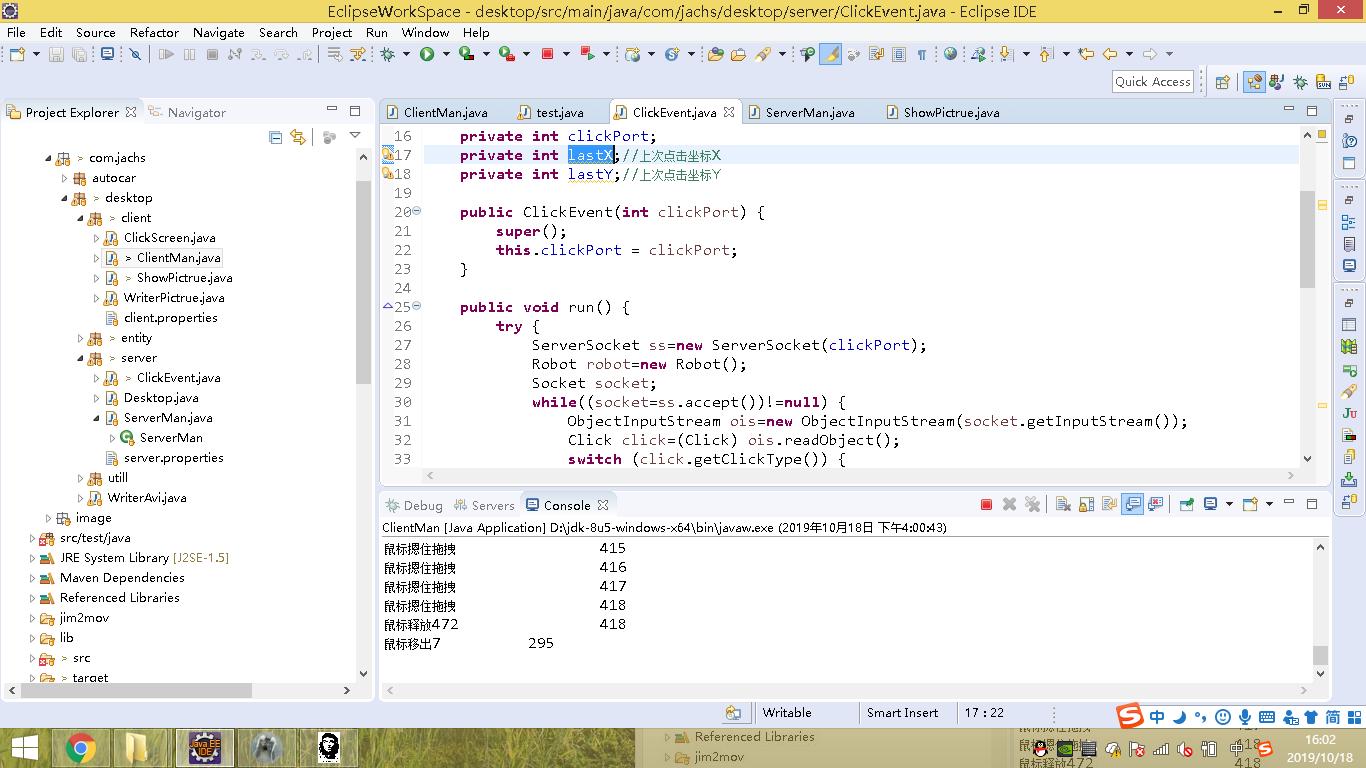 EclipseWorkSpace - desktop/src/main/java/com/jachs/desktop/server/ClickEvent.java - Eclipse IDE
File Edit Source Refactor Navigate Search Project Run Window Help
Quick Access
Project Explorer Navigator
> com.jachs
autocar
> desktop
> client
ClickScreen.java
> ClientMan.java
> ShowPictrue.java
WriterPictrue.java
client.properties
> entity
> server
> ClickEvent.java
Desktop.java
ServerMan.java
ServerMan
server.properties
utill
WriterAvi.java
image
src/test/java
JRE System Library [J2SE-1.5]
Maven Dependencies
Referenced Libraries
jim2mov
lib
> src
> target
ClientMan.java test.java ClickEvent.java ServerMan.java ShowPictrue.java
16 private int clickPort;
17 private int lastX;//上次点击坐标X
18 private int lastY;//上次点击坐标Y
19
20 public ClickEvent(int clickPort) {
21 super();
22 this.clickPort = clickPort;
23 }
24
25 public void run() {
26 try {
27 ServerSocket ss=new ServerSocket(clickPort);
28 Robot robot=new Robot();
29 Socket socket;
30 while((socket=ss.accept())!=null) {
31 ObjectInputStream ois=new ObjectInputStream(socket.getInputStream());
32 Click click=(Click) ois.readObject();
33 switch (click.getClickType()) {
Debug Servers Console
ClientMan [Java Application] D:\jdk-8u5-windows-x64\bin\javaw.exe (2019年10月18日 下午4:00:43)
鼠标摁住拖拽 415
鼠标摁住拖拽 416
鼠标摁住拖拽 417
鼠标摁住拖拽 418
鼠标释放472 418
鼠标移出7 295
Writable Smart Insert 17 : 22
中 简
Java EE IDE
Referenced Libraries
jim2mov
鼠标释放472 418
中
16:02
2019/10/18